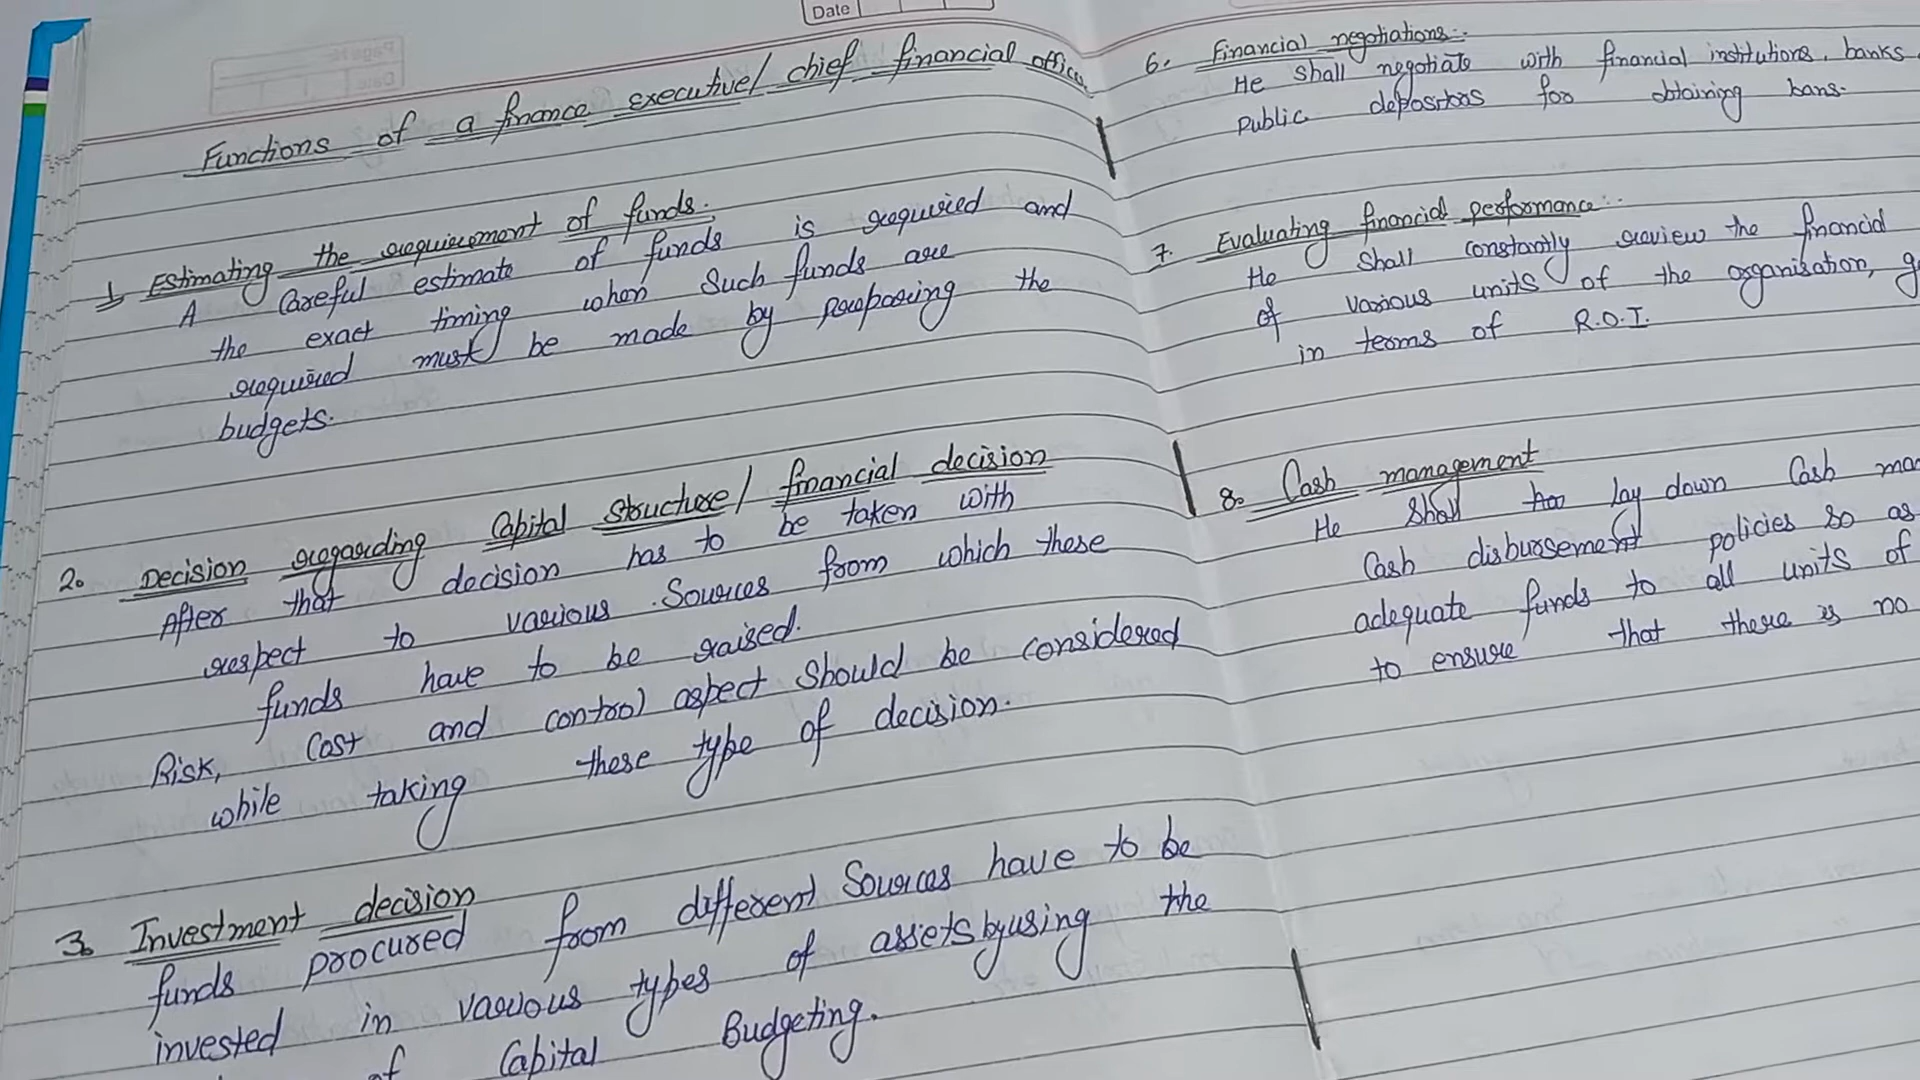 Date
Functions of a finance executive/ chief financial office
1 Estimating the requirement of funds.
A Careful estimate of funds is required and
the exact timing when Such funds are
required must be made by preparing the
budgets.
2. Decision regarding Capital Structure/ financial decision
After that decision has to be taken with
respect to various Sources from which these
funds have to be raised.
Risk, Cost and control aspect Should be considered
while taking these type of decision.
3. Investment decision
funds procured from different Sources have to be
invested in various types of assets by using the
of Capital Budgeting.
6. Financial negotiations:-
He shall negotiate with financial institutions, banks
Public depositors for obtaining loans.
7. Evaluating financial performance:-
He shall constantly review the financial
of various units of the organisation,
in terms of R.O.I.
8. Cash management
He shall lay down Cash
Cash disbursement policies so as
adequate funds to all units of
to ensure that there is no